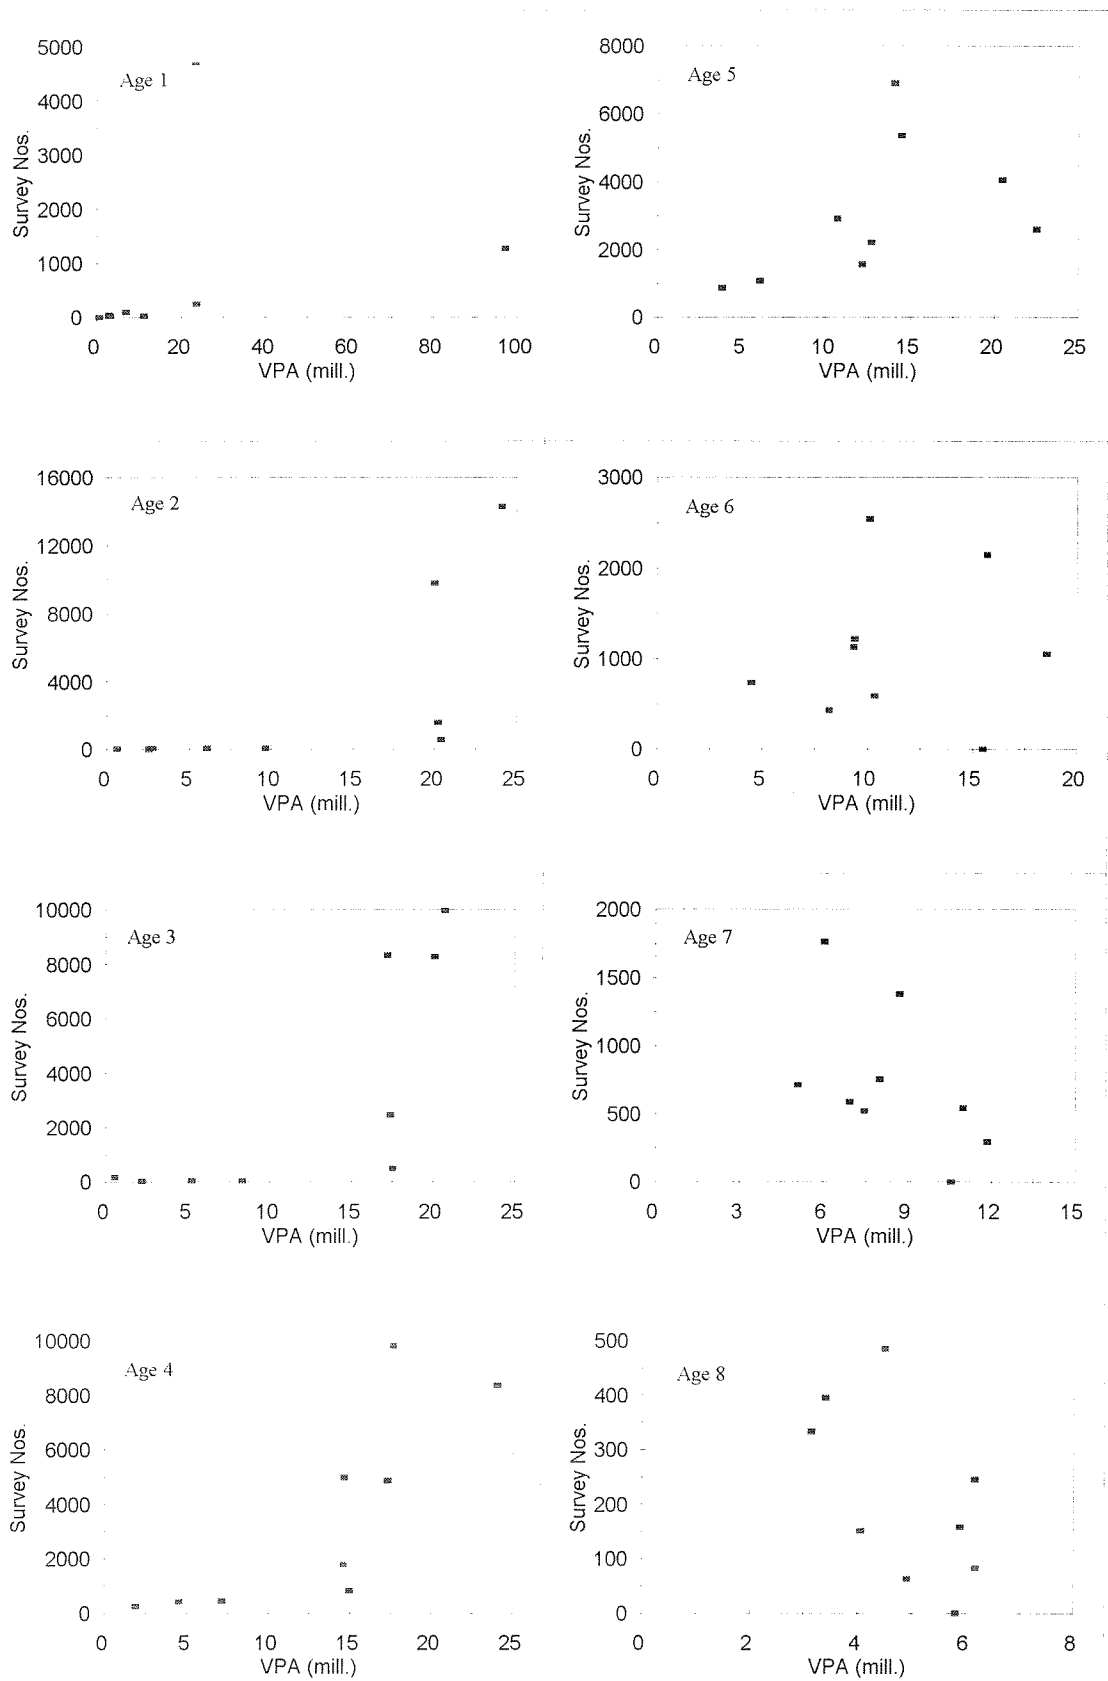 5000
Age 1
4000
3000
2000
1000
0
Survey Nos.
0 20 40 60 80 100
VPA (mill.)
8000
Age 5
6000
4000
2000
0
Survey Nos.
0 5 10 15 20 25
VPA (mill.)
16000
Age 2
12000
8000
4000
0
Survey Nos.
0 5 10 15 20 25
VPA (mill.)
3000
Age 6
2000
1000
0
Survey Nos.
0 5 10 15 20
VPA (mill.)
10000
Age 3
8000
6000
4000
2000
0
Survey Nos.
0 5 10 15 20 25
VPA (mill.)
2000
Age 7
1500
1000
500
0
Survey Nos.
0 3 6 9 12 15
VPA (mill.)
10000
Age 4
8000
6000
4000
2000
0
Survey Nos.
0 5 10 15 20 25
VPA (mill.)
500
Age 8
400
300
200
100
0
Survey Nos.
0 2 4 6 8
VPA (mill.)